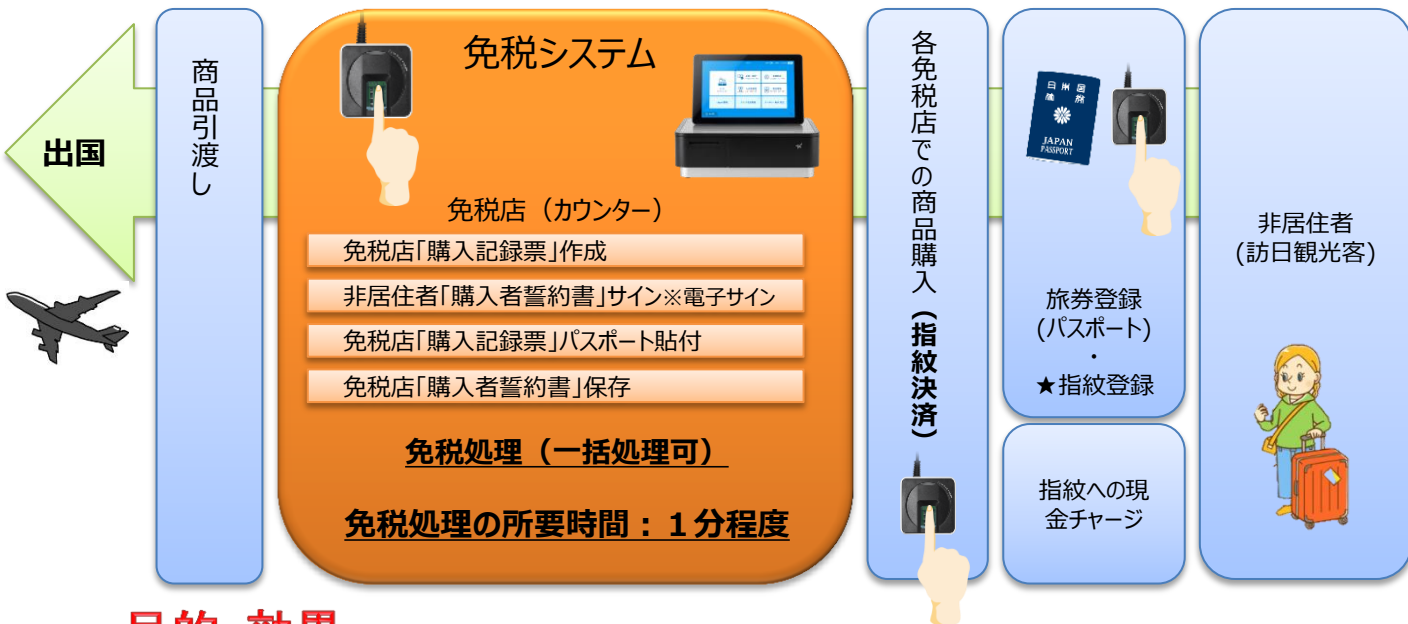 出国
商品引渡し
免税システム
免税店（カウンター）
免税店「購入記録票」作成
非居住者「購入者誓約書」サイン※電子サイン
免税店「購入記録票」パスポート貼付
免税店「購入者誓約書」保存
免税処理（一括処理可）
免税処理の所要時間：１分程度
各免税店での商品購入（指紋決済）
日本国
旅券
JAPAN
PASSPORT
旅券登録
(パスポート)
・
★指紋登録
指紋への現
金チャージ
非居住者
(訪日観光客)